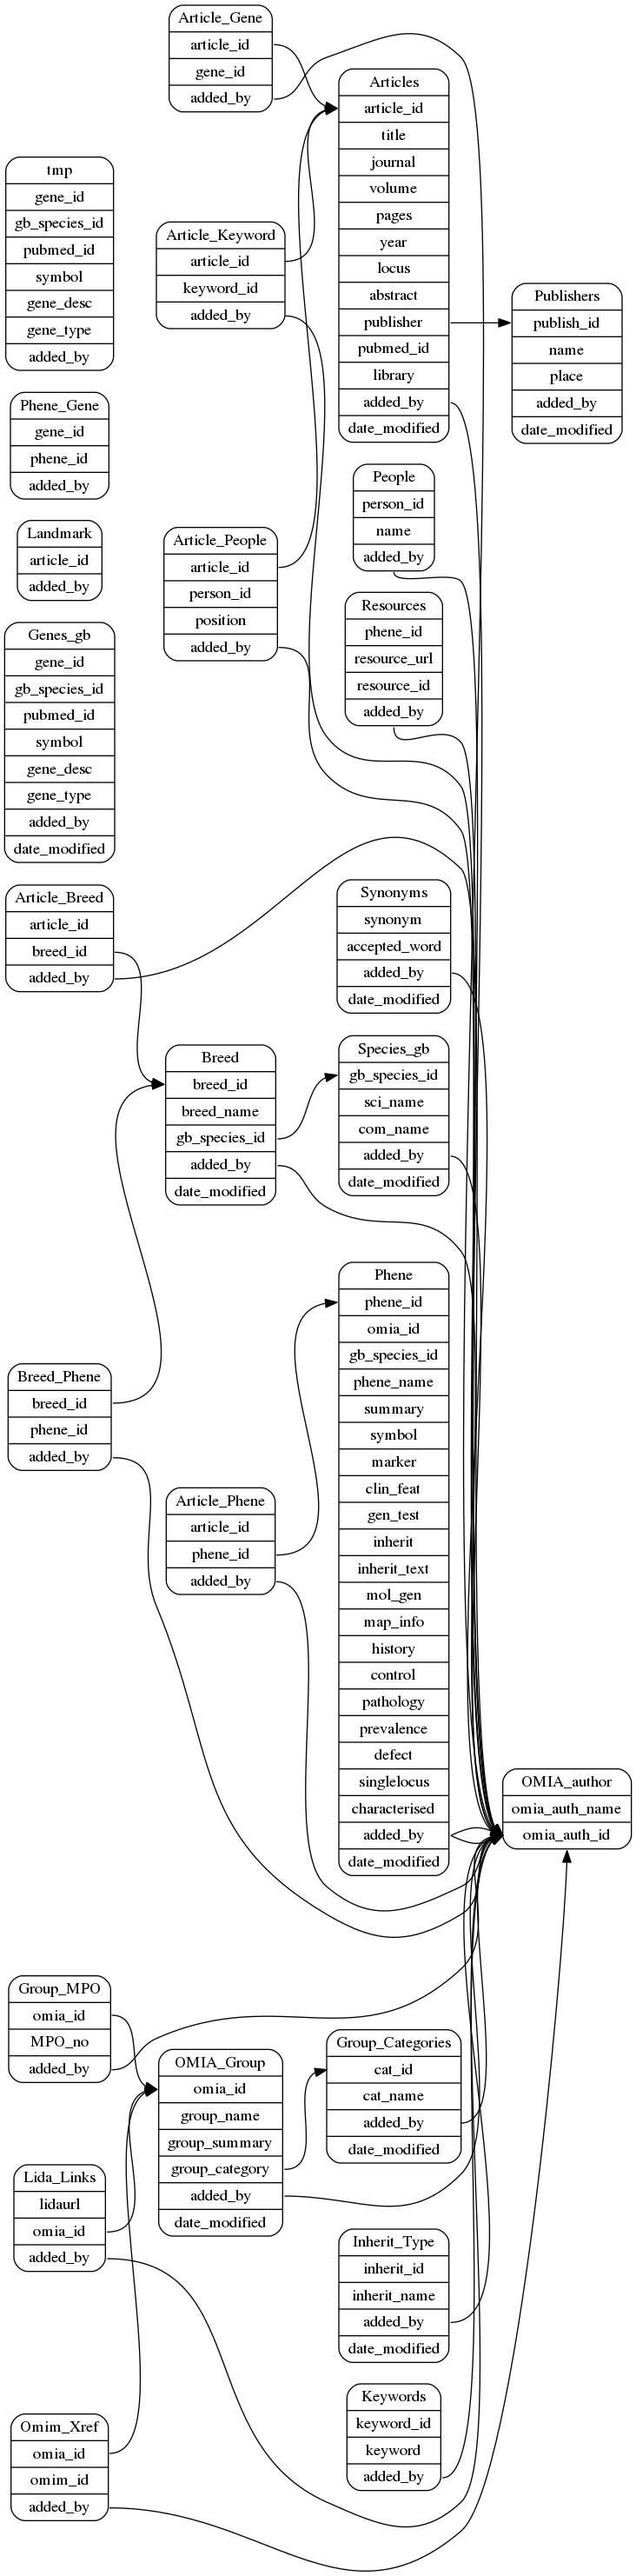 Article_Gene
article_id
gene_id
added_by
Articles
article_id
title
journal
volume
pages
year
locus
abstract
publisher
pubmed_id
library
added_by
date_modified
tmp
gene_id
gb_species_id
pubmed_id
symbol
gene_desc
gene_type
added_by
Article_Keyword
article_id
keyword_id
added_by
Publishers
publish_id
name
place
added_by
date_modified
Phene_Gene
gene_id
phene_id
added_by
People
person_id
name
added_by
Landmark
article_id
added_by
Article_People
article_id
person_id
position
added_by
Resources
phene_id
resource_url
resource_id
added_by
Genes_gb
gene_id
gb_species_id
pubmed_id
symbol
gene_desc
gene_type
added_by
date_modified
Article_Breed
article_id
breed_id
added_by
Synonyms
synonym
accepted_word
added_by
date_modified
Breed
breed_id
breed_name
gb_species_id
added_by
date_modified
Species_gb
gb_species_id
sci_name
com_name
added_by
date_modified
Phene
phene_id
omia_id
gb_species_id
phene_name
summary
symbol
marker
clin_feat
gen_test
inherit
inherit_text
mol_gen
map_info
history
control
pathology
prevalence
defect
singlelocus
characterised
added_by
date_modified
Breed_Phene
breed_id
phene_id
added_by
Article_Phene
article_id
phene_id
added_by
OMIA_author
omia_auth_name
omia_auth_id
Group_MPO
omia_id
MPO_no
added_by
OMIA_Group
omia_id
group_name
group_summary
group_category
added_by
date_modified
Group_Categories
cat_id
cat_name
added_by
date_modified
Lida_Links
lidaurl
omia_id
added_by
Inherit_Type
inherit_id
inherit_name
added_by
date_modified
Keywords
keyword_id
keyword
added_by
Omim_Xref
omia_id
omim_id
added_by